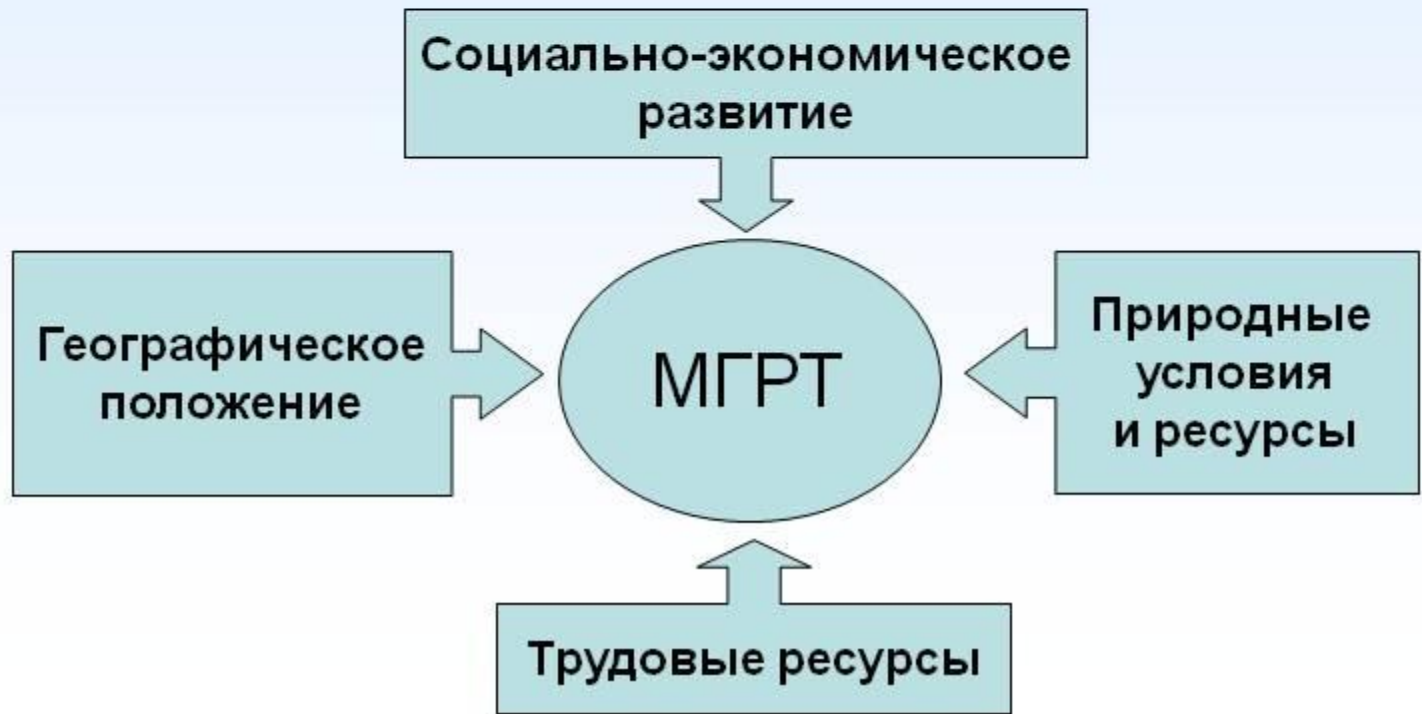 Социально-экономическое
развитие
Географическое
положение
МГРТ
Природные
условия
и ресурсы
Трудовые ресурсы